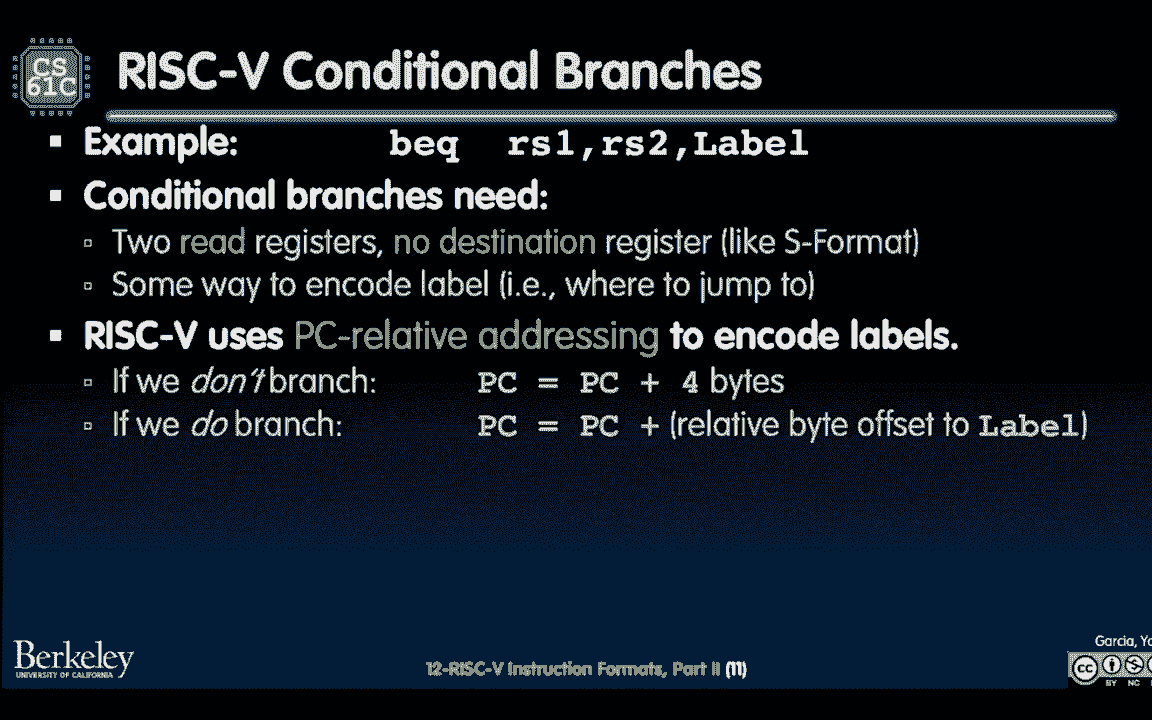 CS
61C
RISC-V Conditional Branches
▪ Example: beq rs1,rs2,Label
▪ Conditional branches need:
▫ Two read registers, no destination register (like S-Format)
▫ Some way to encode label (i.e., where to jump to)
▪ RISC-V uses PC-relative addressing to encode labels.
▫ If we don't branch: PC = PC + 4 bytes
▫ If we do branch: PC = PC + (relative byte offset to Label)
Garcia,
Berkeley
UNIVERSITY OF CALIFORNIA
12-RISC-V Instruction Formats, Part II (11)
cc
BY NC